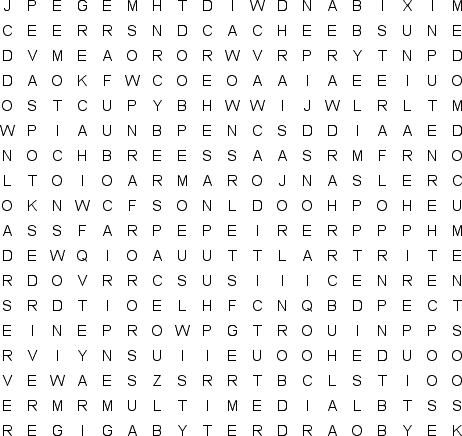 J P E G E M H T D I W D N A B I X I M
C E E R R S N D C A C H E E B S U N E
D V M E A O R O R W V R P R Y T N P D
D A O K F W C O E O A A I A E E I U O
O S T C U P Y B H W W I J W L R L T M
W P I A U N B P E N C S D D I A A E D
N O C H B R E E S S A A S R M F R N O
L T O I O A R M A R O J N A S L E R C
O K N W C F S O N L D O O H P O H E U
A S S F A R P E P E I R E R P P P H M
D E W Q I O A U U T T L A R T R I T E
R D O V R R C S U S I I I C E N R E N
S R D T I O E L H F C N Q B D P E C T
E I N E P R O W P G T R O U I N P P S
R V I Y N S U I I E U O O H E D U O O
V E W A E S Z S R R T B C L S T I O O
E R M R M U L T I M E D I A L B T S S
R E G I G A B Y T E R D R A O B Y E K